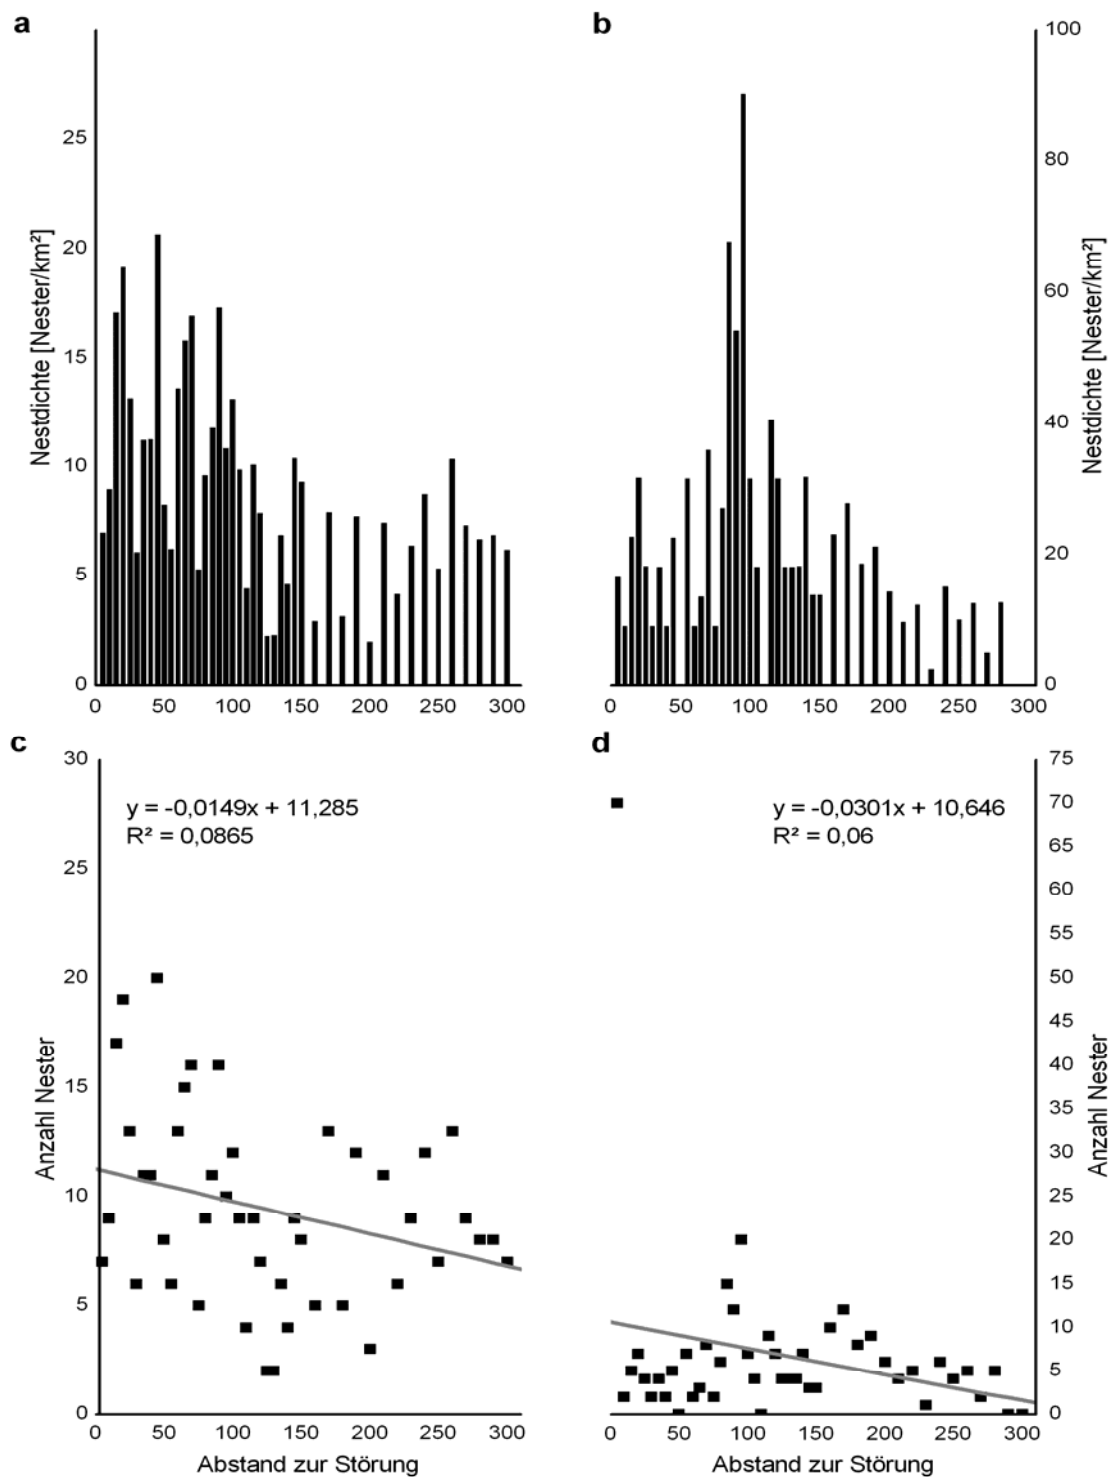 a
b
25
20
15
10
5
0
Nestdichte [Nester/km²]
0 50 100 150 200 250 300
100
80
60
40
20
0
Nestdichte [Nester/km²]
0 50 100 150 200 250 300
c
d
30
25
20
15
10
5
0
Anzahl Nester
y = -0,0149x + 11,285
R² = 0,0865
0 50 100 150 200 250 300
Abstand zur Störung
y = -0,0301x + 10,646
R² = 0,06
75
70
65
60
55
50
45
40
35
30
25
20
15
10
5
0
Anzahl Nester
0 50 100 150 200 250 300
Abstand zur Störung